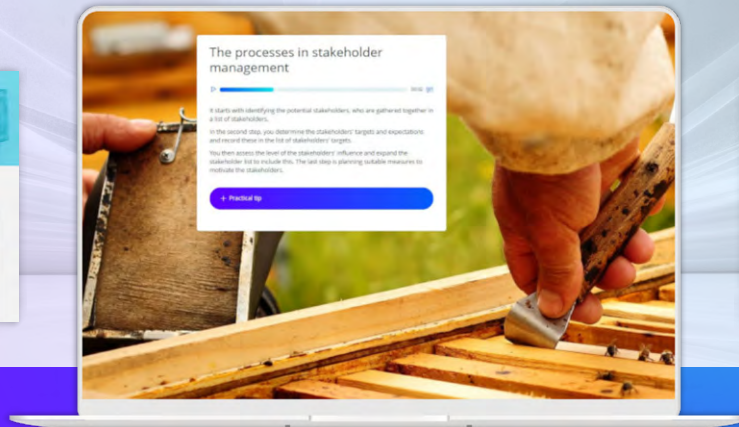 The processes in stakeholder
management
It starts with identifying the potential stakeholders, who are gathered together in
a list of stakeholders.
In the second step, you determine the stakeholders' targets and expectations
and record these in the list of stakeholders' targets.
You then assess the level of the stakeholders' influence and expand the
stakeholder list to include this. The last step is planning suitable measures to
motivate the stakeholders.
+ Practical tip